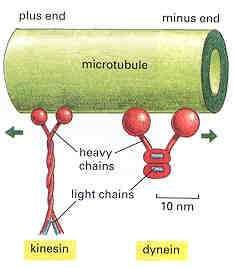 plus end
minus end
microtubule
heavy
chains
light chains
10 nm
kinesin
dynein